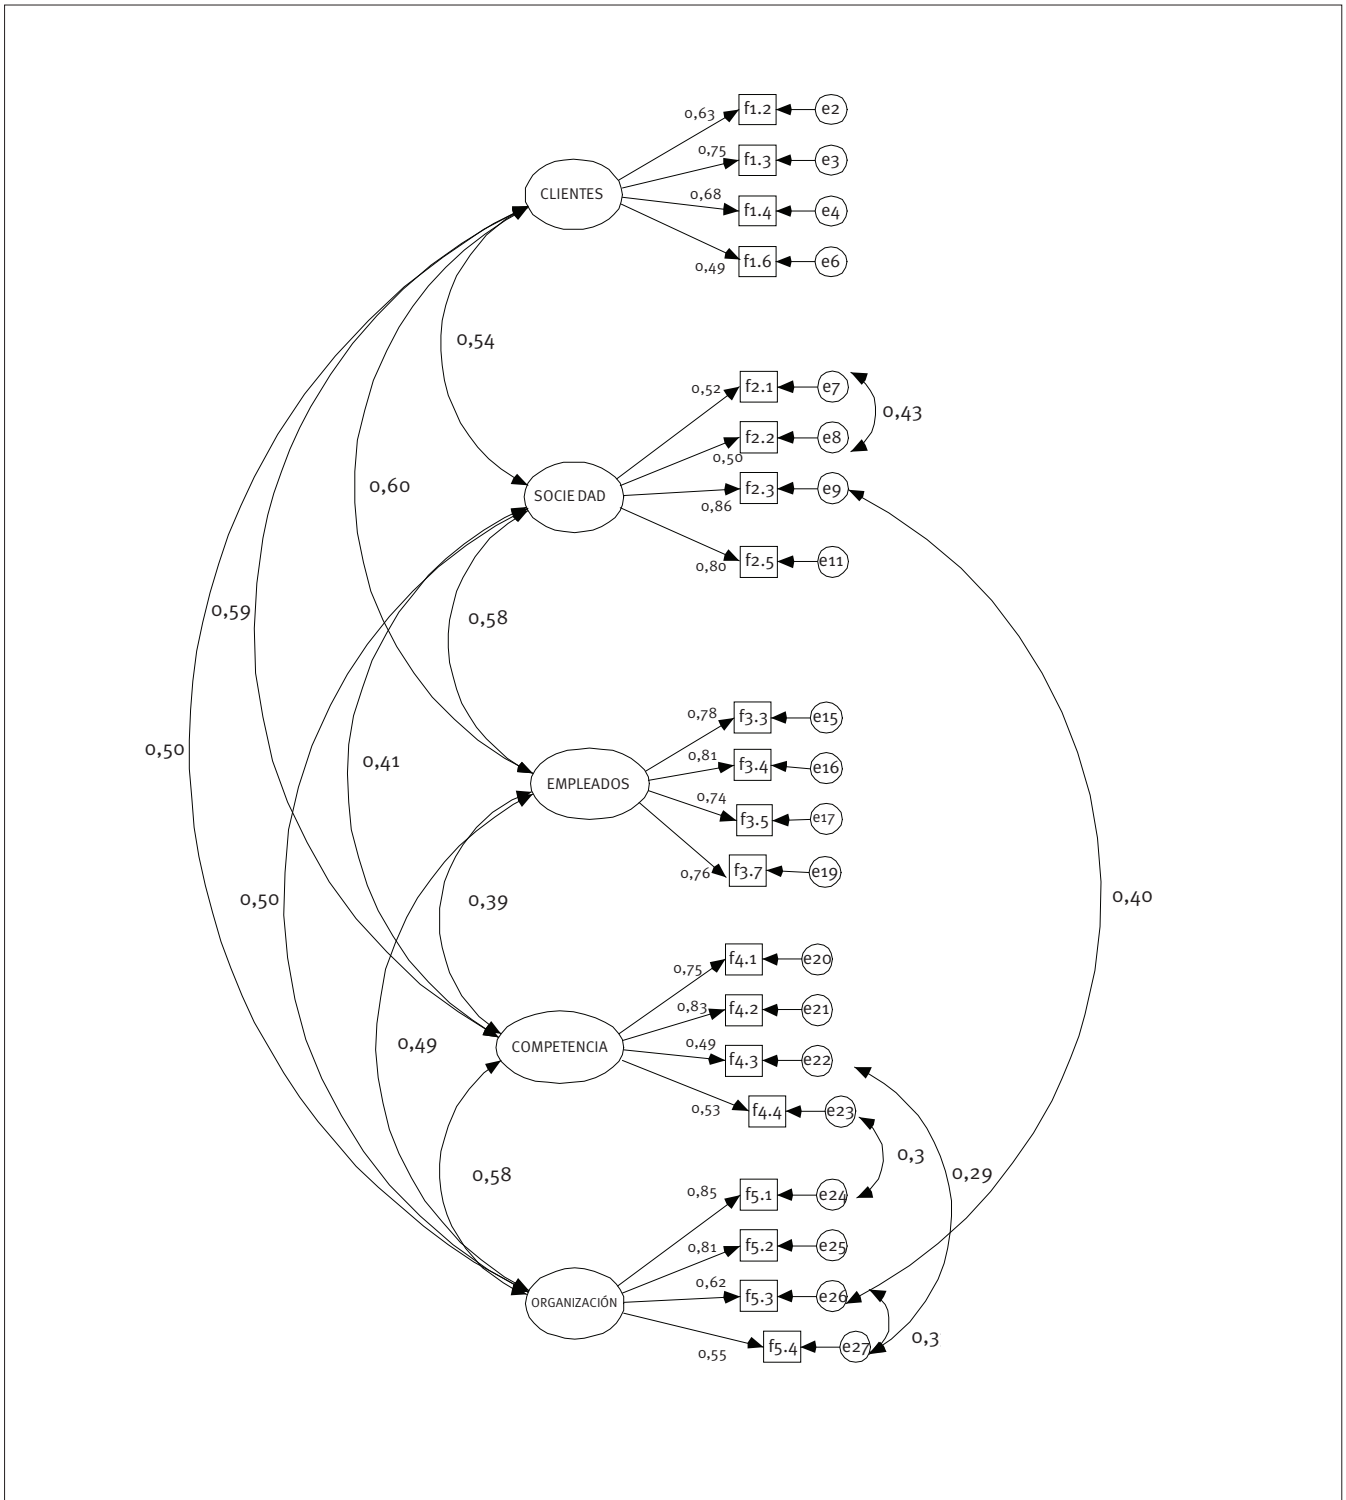 0,63 f1.2 e2
0,75 f1.3 e3
CLIENTES
0,68 f1.4 e4
0,49 f1.6 e6
0,54
0,52 f2.1 e7
0,43
f2.2 e8
0,50
0,60
SOCIEDAD
f2.3 e9
0,86
0,80 f2.5 e11
0,59
0,58
0,78 f3.3 e15
0,50
0,41
0,81 f3.4 e16
EMPLEADOS
0,74
f3.5 e17
0,76 f3.7 e19
0,50
0,39
0,40
0,75 f4.1 e20
0,83 f4.2 e21
0,49
COMPETENCIA
0,49 f4.3 e22
0,53 f4.4 e23
0,3
0,58
0,29
0,85 f5.1 e24
0,81 f5.2 e25
0,62 f5.3 e26
ORGANIZACIÓN
0,3
0,55 f5.4 e27